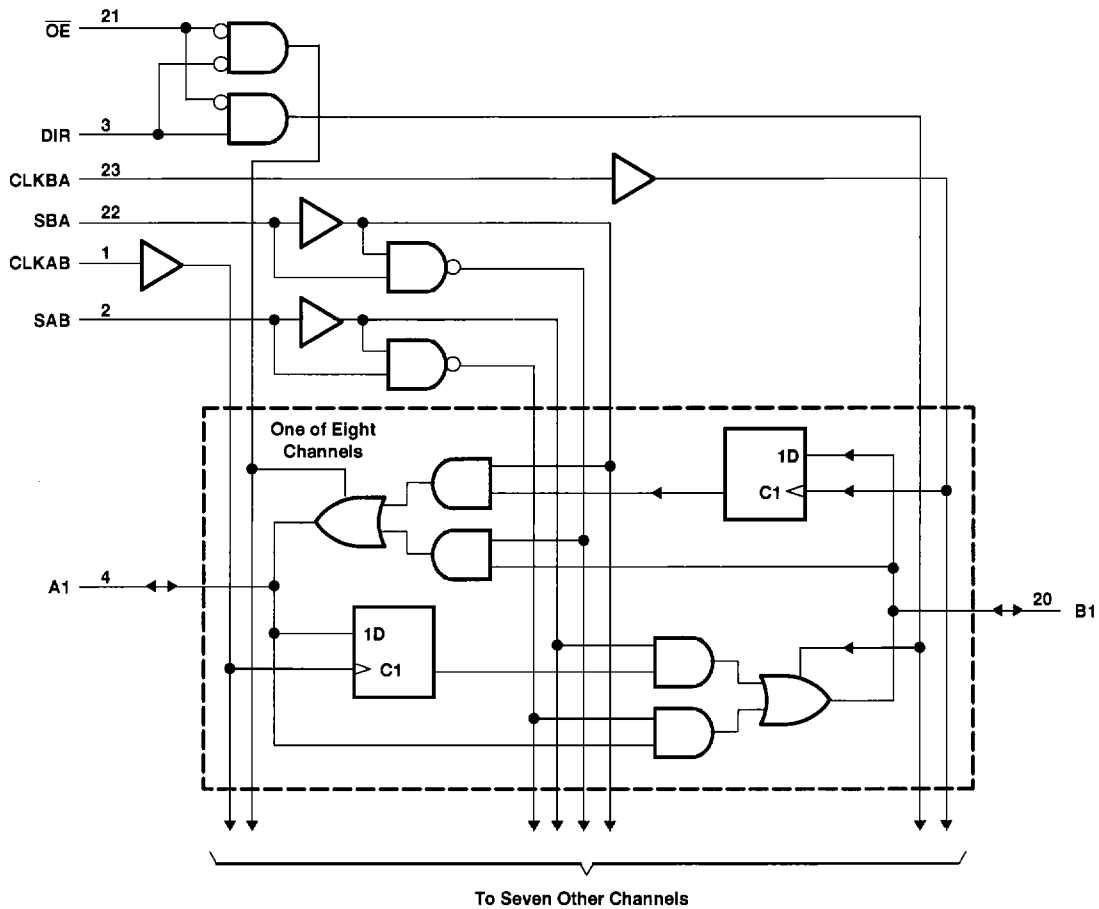 OE 21
DIR 3
CLKBA 23
SBA 22
CLKAB 1
SAB 2
One of Eight
Channels
1D
C1
A1 4
1D
C1
20 B1
To Seven Other Channels